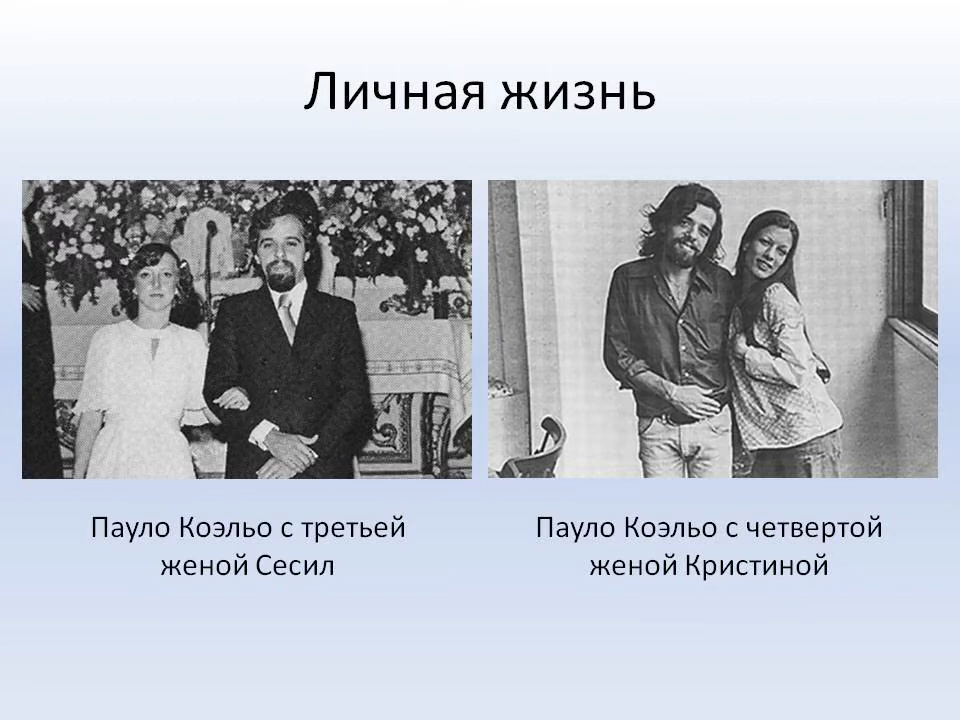 Личная жизнь
Пауло Коэльо с третьей
женой Сесил
Пауло Коэльо с четвертой
женой Кристиной